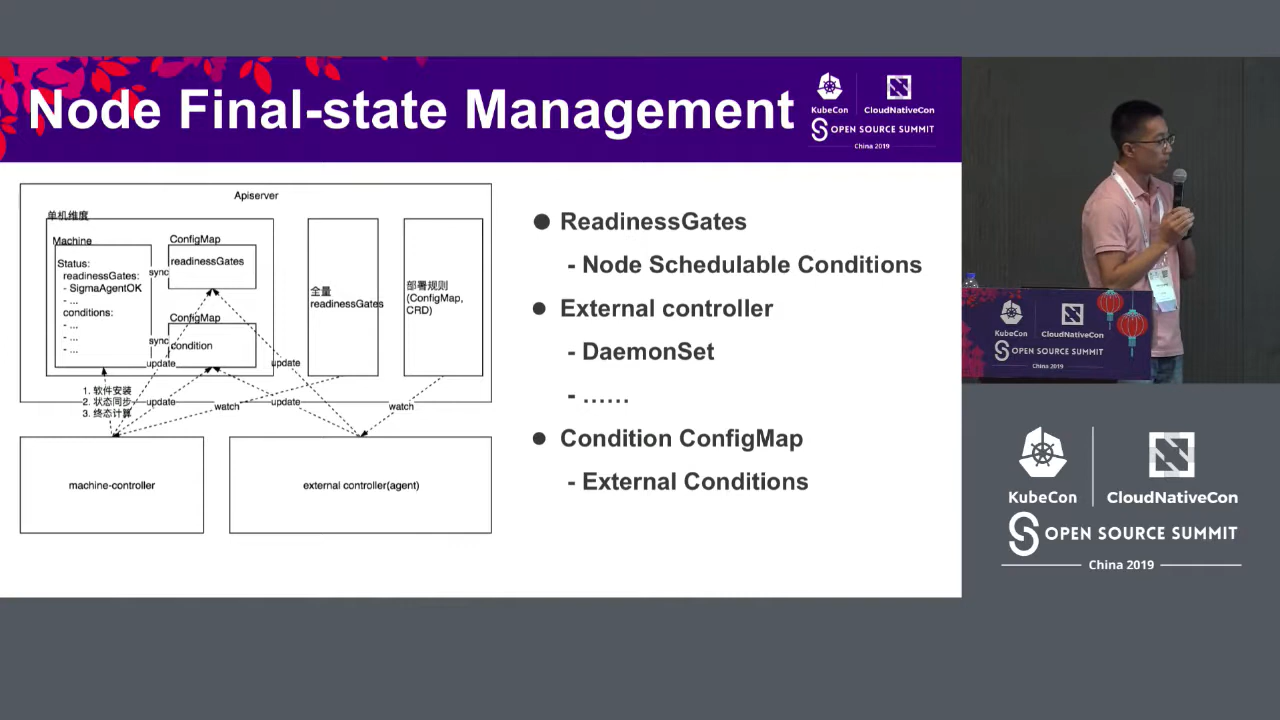 Node Final-state Management
KubeCon
CloudNativeCon
OPEN SOURCE SUMMIT
China 2019
Apiserver
单机维度
Machine
Status:
readinessGates:
- SigmaAgentOK
- ...
conditions:
- ...
- ...
- ...
sync
sync
ConfigMap
readinessGates
ConfigMap
condition
全量
readinessGates
部署规则
(ConfigMap,
CRD)
update
update
1. 软件安装
2. 状态同步
3. 终态计算
update
watch
update
watch
machine-controller
external controller(agent)
● ReadinessGates
- Node Schedulable Conditions
● External controller
- DaemonSet
- ……
● Condition ConfigMap
- External Conditions
KubeCon
CloudNativeCon
OPEN SOURCE SUMMIT
China 2019
KubeCon
CloudNativeCon
OPEN SOURCE SUMMIT
China 2019